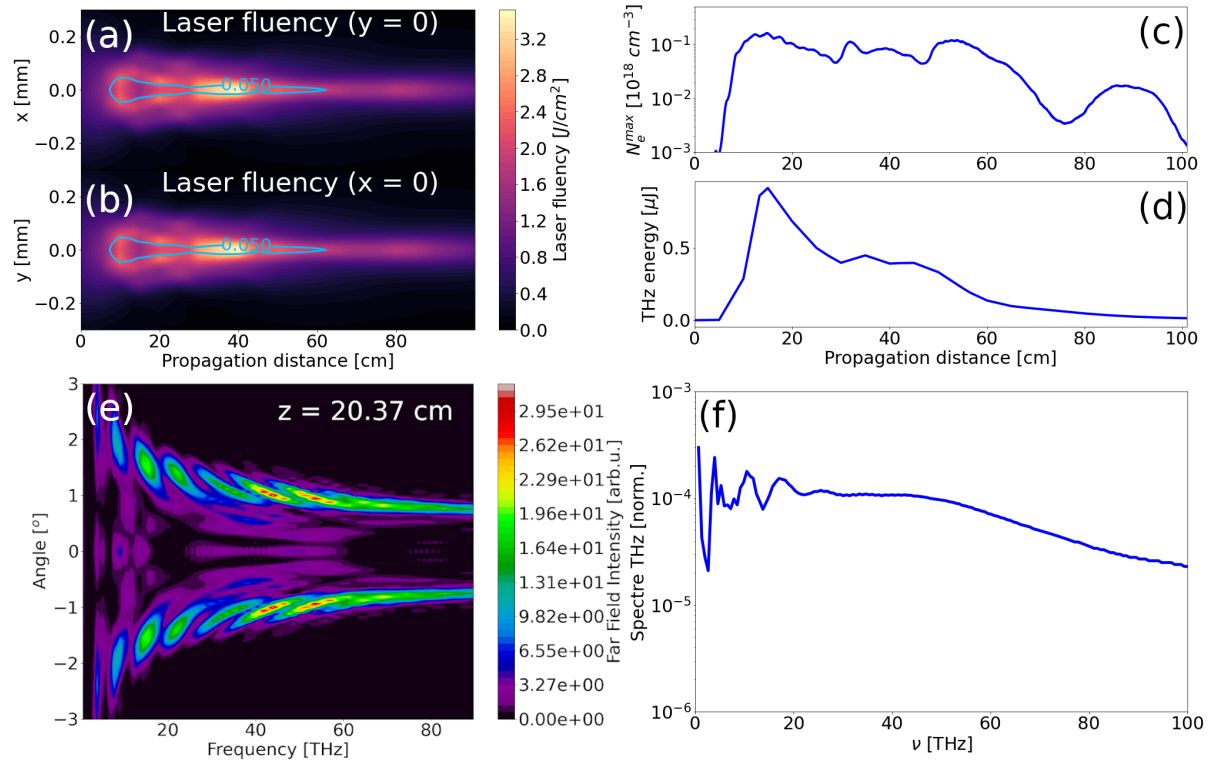 (a)
Laser fluency (y = 0)
0.2
0.0
−0.2
x [mm]
0.050
(b)
Laser fluency (x = 0)
0.2
0.0
−0.2
y [mm]
0.050
0 20 40 60 80
Propagation distance [cm]
3.2
2.8
2.4
2.0
1.6
1.2
0.8
0.4
0.0
Laser fluency [J/cm²]
(c)
10⁻¹
10⁻²
10⁻³
Nₑᵐᵃˣ [10¹⁸ cm⁻³]
0 20 40 60 80 100
(d)
0.5
0.0
THz energy [μJ]
0 20 40 60 80 100
Propagation distance [cm]
(e)
z = 20.37 cm
3
2
1
0
−1
−2
−3
Angle [°]
20 40 60 80
Frequency [THz]
2.95e+01
2.62e+01
2.29e+01
1.96e+01
1.64e+01
1.31e+01
9.82e+00
6.55e+00
3.27e+00
0.00e+00
Far Field Intensity [arb.u.]
(f)
10⁻³
10⁻⁴
10⁻⁵
10⁻⁶
Spectre THz [norm.]
0 20 40 60 80 100
ν [THz]